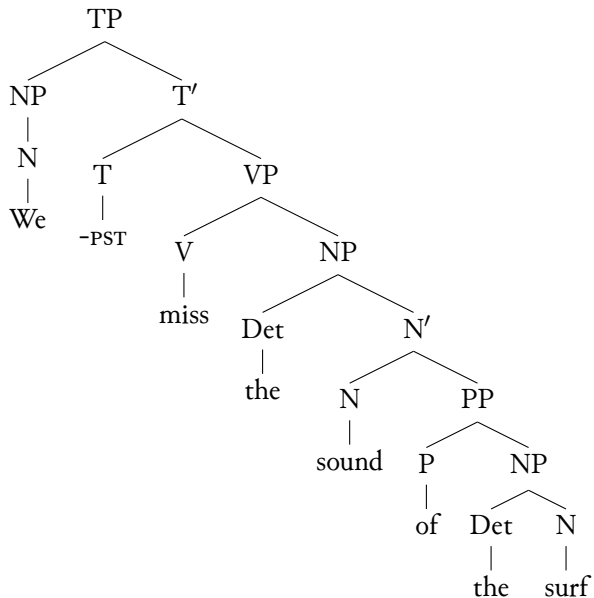 TP
NP T′
N T VP
We -PST V NP
miss Det N′
the N PP
sound P NP
of Det N
the surf